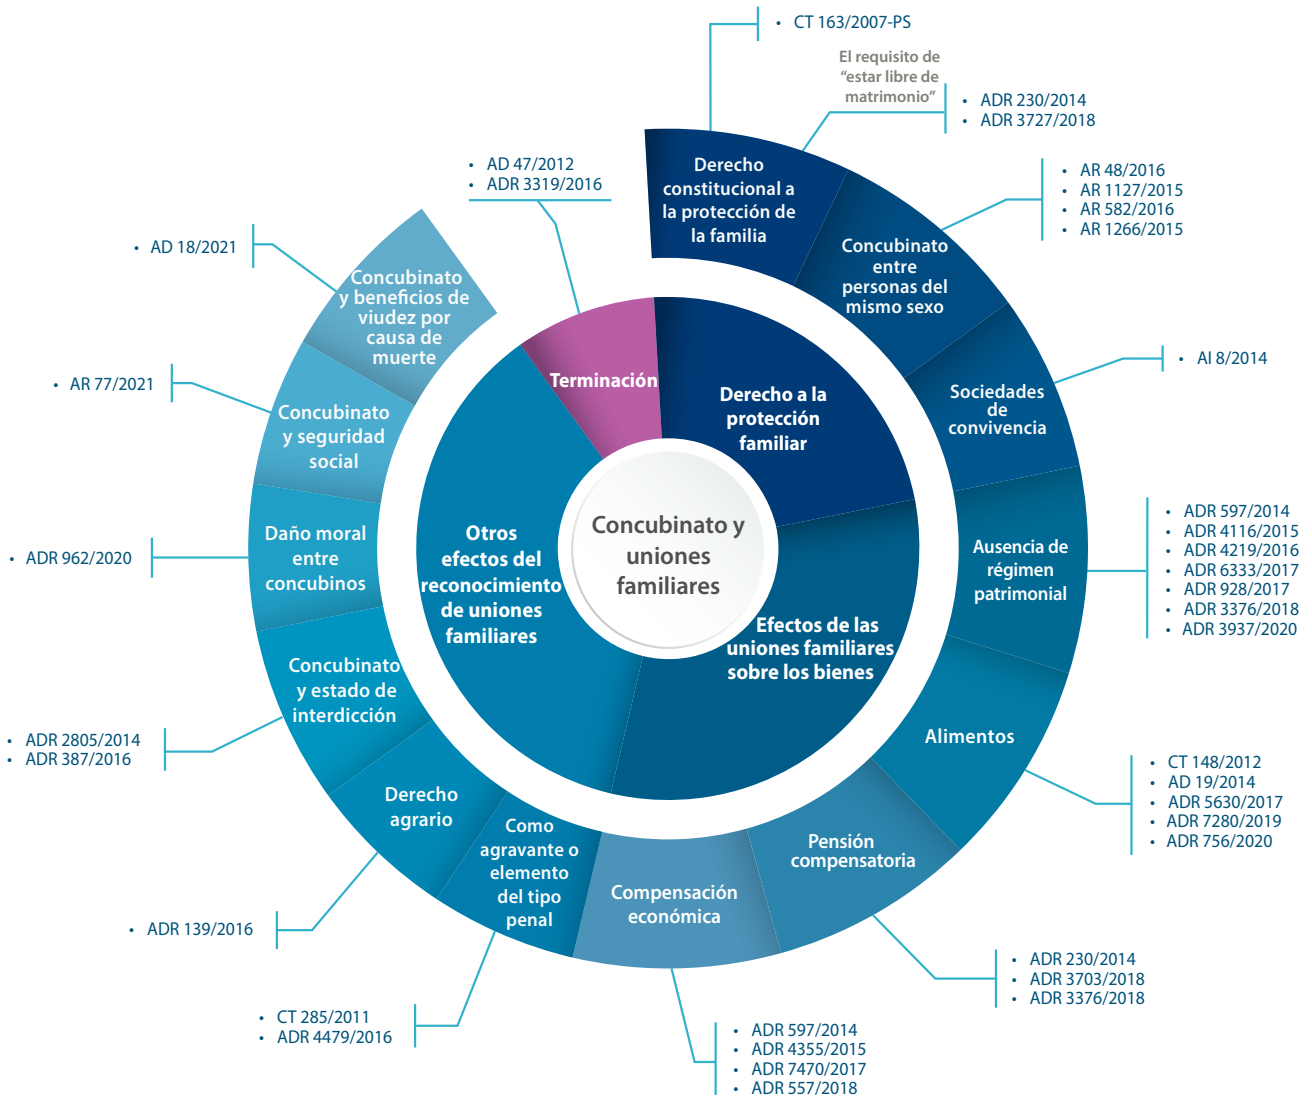 • CT 163/2007-PS
El requisito de
“estar libre de
matrimonio”
• ADR 230/2014
• ADR 3727/2018
• AR 48/2016
• AR 1127/2015
• AR 582/2016
• AR 1266/2015
• AI 8/2014
• ADR 597/2014
• ADR 4116/2015
• ADR 4219/2016
• ADR 6333/2017
• ADR 928/2017
• ADR 3376/2018
• ADR 3937/2020
• CT 148/2012
• AD 19/2014
• ADR 5630/2017
• ADR 7280/2019
• ADR 756/2020
• ADR 230/2014
• ADR 3703/2018
• ADR 3376/2018
• ADR 597/2014
• ADR 4355/2015
• ADR 7470/2017
• ADR 557/2018
• CT 285/2011
• ADR 4479/2016
• ADR 139/2016
• ADR 2805/2014
• ADR 387/2016
• ADR 962/2020
• AR 77/2021
• AD 18/2021
• AD 47/2012
• ADR 3319/2016
Derecho
constitucional a
la protección de
la familia
Concubinato
entre
personas del
mismo sexo
Sociedades
de
convivencia
Ausencia de
régimen
patrimonial
Alimentos
Pensión
compensatoria
Compensación
económica
Como
agravante o
elemento
del tipo
penal
Derecho
agrario
Concubinato
y estado de
interdicción
Daño moral
entre
concubinos
Concubinato
y seguridad
social
Concubinato
y beneficios de
viudez por
causa de
muerte
Terminación
Derecho a la
protección
familiar
Efectos de las
uniones familiares
sobre los bienes
Otros
efectos del
reconocimiento
de uniones
familiares
Concubinato y
uniones
familiares